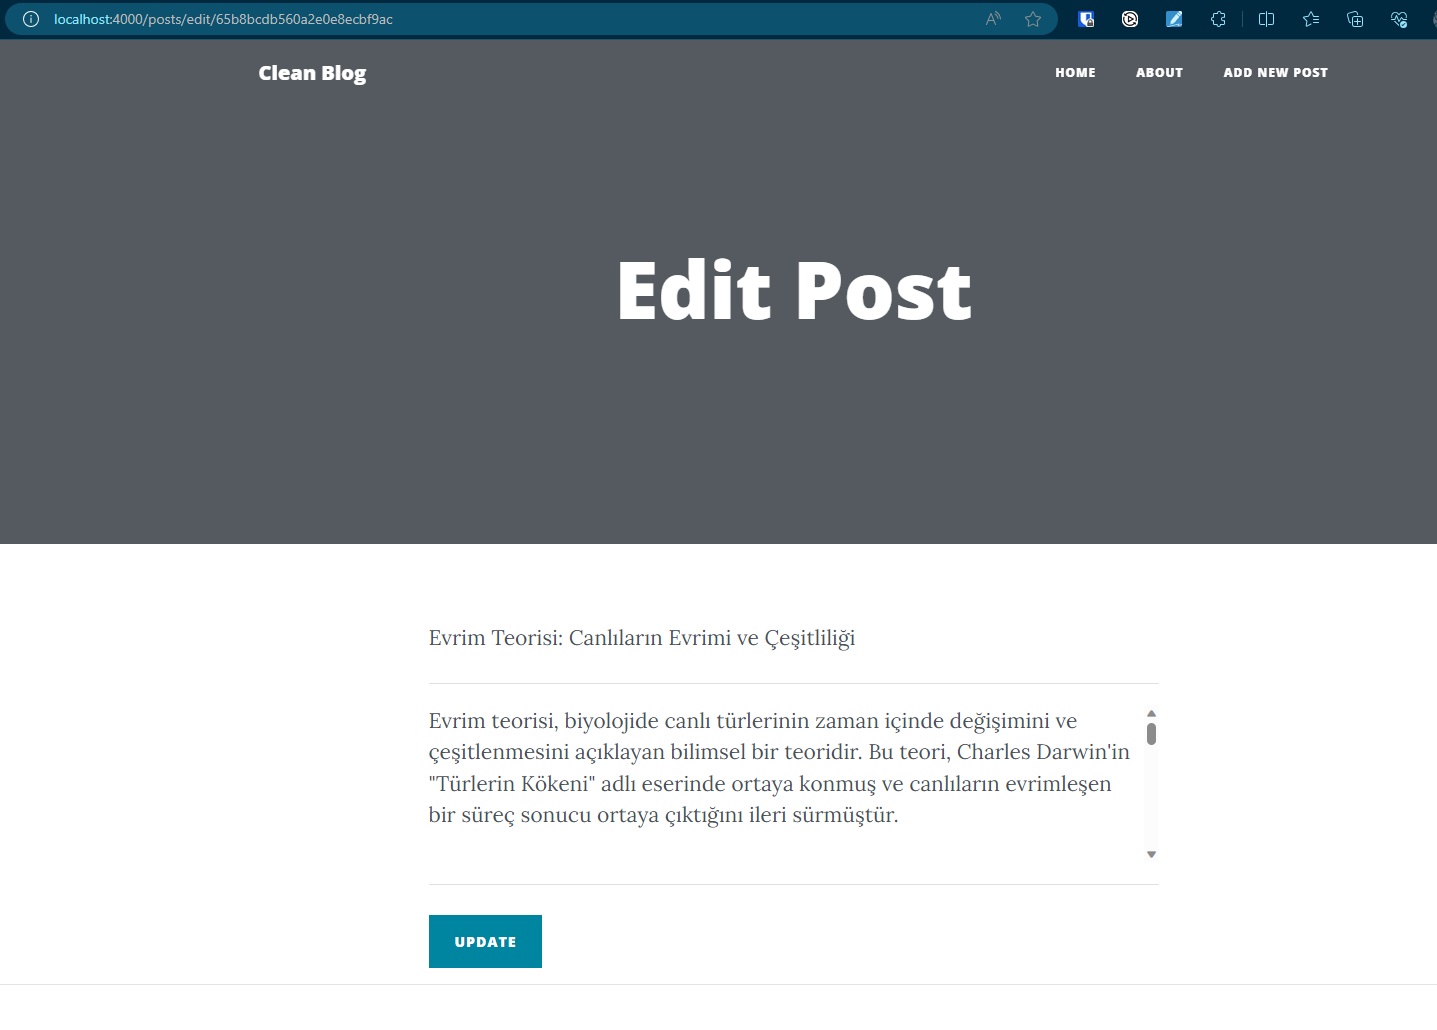 localhost:4000/posts/edit/65b8bcdb560a2e0e8ecbf9ac
Clean Blog
HOME ABOUT ADD NEW POST
Edit Post
Evrim Teorisi: Canlıların Evrimi ve Çeşitliliği
Evrim teorisi, biyolojide canlı türlerinin zaman içinde değişimini ve
çeşitlenmesini açıklayan bilimsel bir teoridir. Bu teori, Charles Darwin'in
"Türlerin Kökeni" adlı eserinde ortaya konmuş ve canlıların evrimleşen
bir süreç sonucu ortaya çıktığını ileri sürmüştür.
UPDATE